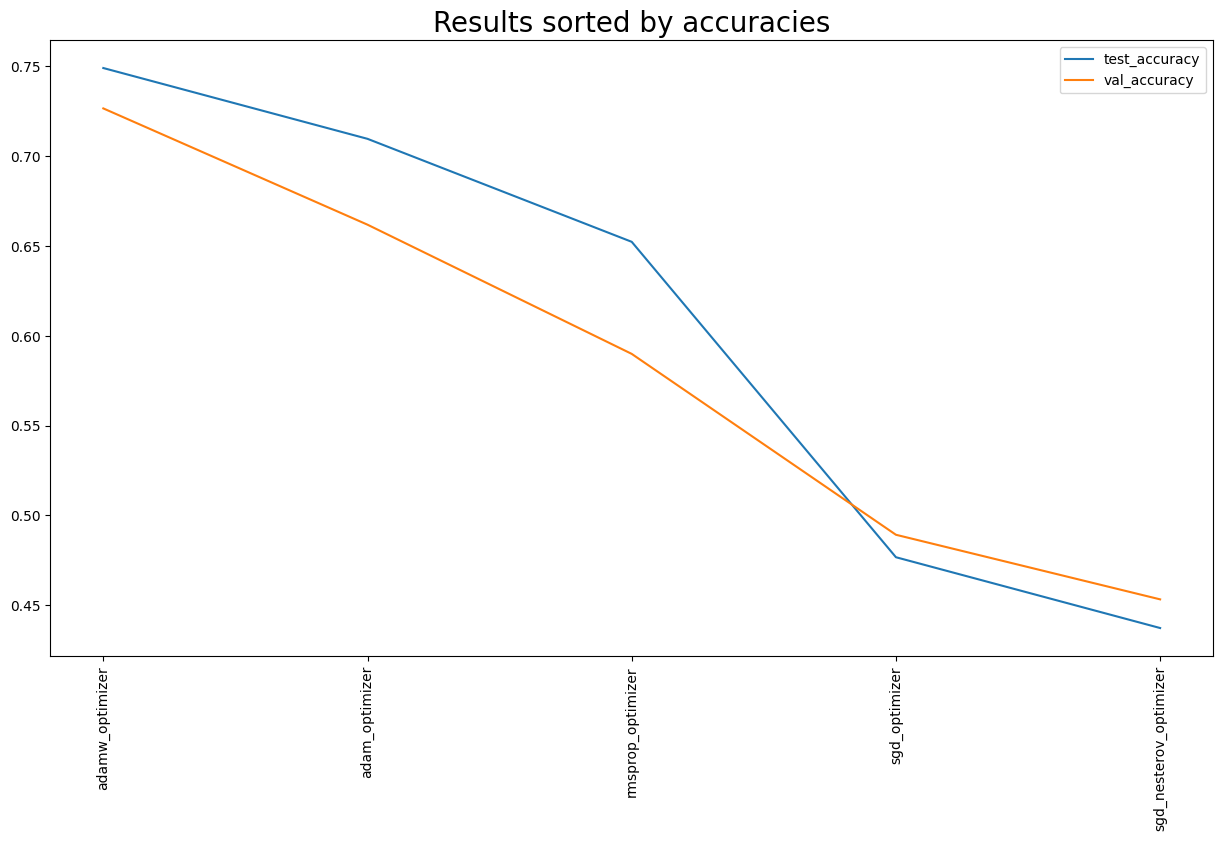 Results sorted by accuracies
test_accuracy
val_accuracy
0.75
0.70
0.65
0.60
0.55
0.50
0.45
adamw_optimizer
adam_optimizer
rmsprop_optimizer
sgd_optimizer
sgd_nesterov_optimizer